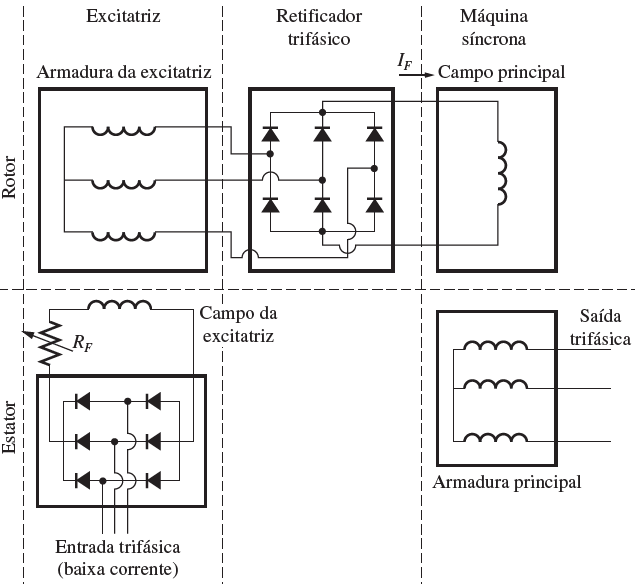 Excitatriz
Retificador
trifásico
Máquina
síncrona
I_F
Armadura da excitatriz
Campo principal
Rotor
Campo da
excitatriz
R_F
Saída
trifásica
Estator
Armadura principal
Entrada trifásica
(baixa corrente)